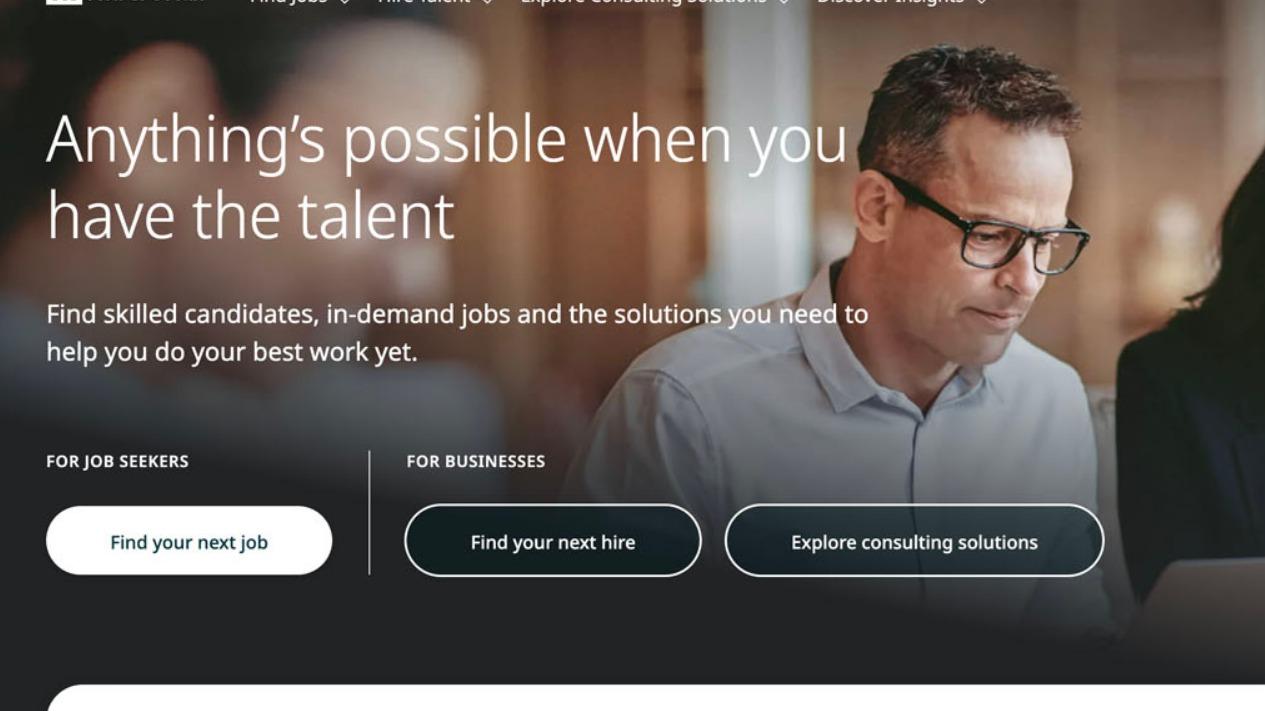 Find Jobs Hire Talent Explore Consulting Solutions Discover Insights
Anything's possible when you
have the talent
Find skilled candidates, in-demand jobs and the solutions you need to
help you do your best work yet.
FOR JOB SEEKERS
FOR BUSINESSES
Find your next job
Find your next hire
Explore consulting solutions